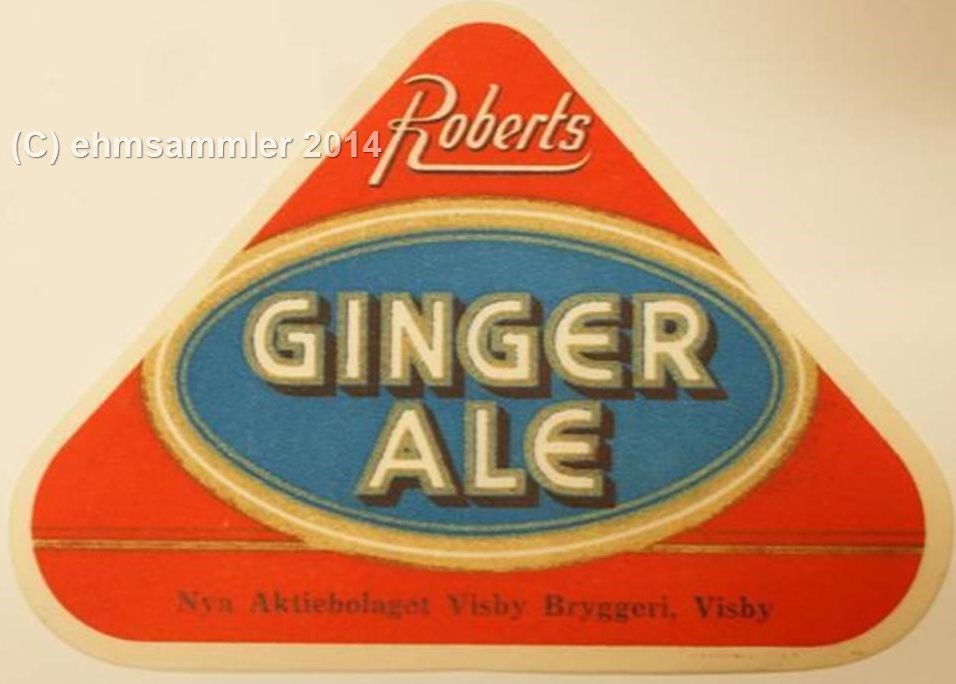 Roberts
(C) ehmsammler 2014
GINGER
ALE
Nya Aktiebolaget Visby Bryggeri, Visby